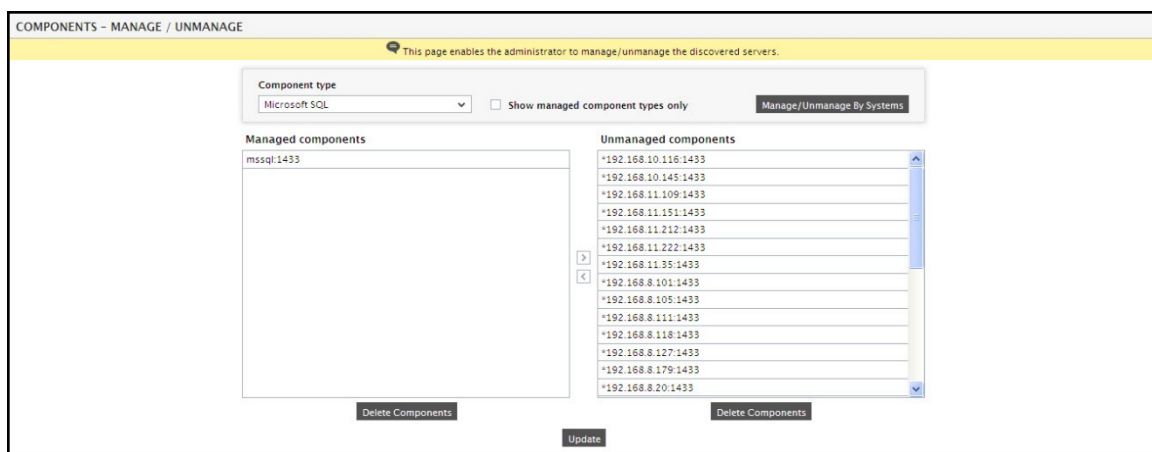 COMPONENTS - MANAGE / UNMANAGE
This page enables the administrator to manage/unmanage the discovered servers.
Component type
Microsoft SQL
Show managed component types only
Manage/Unmanage By Systems
Managed components
Unmanaged components
mssql:1433
*192.168.10.116:1433
*192.168.10.145:1433
*192.168.11.109:1433
*192.168.11.151:1433
*192.168.11.212:1433
*192.168.11.222:1433
*192.168.11.35:1433
*192.168.8.101:1433
*192.168.8.105:1433
*192.168.8.111:1433
*192.168.8.118:1433
*192.168.8.127:1433
*192.168.8.179:1433
*192.168.8.20:1433
Delete Components
Delete Components
Update